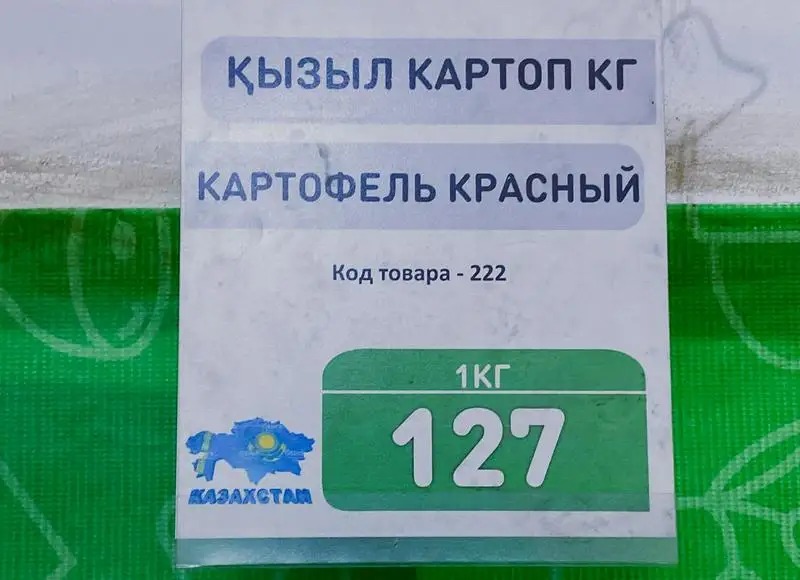 ҚЫЗЫЛ КАРТОП КГ
КАРТОФЕЛЬ КРАСНЫЙ
Код товара - 222
1КГ
127
КАЗАХСТАН